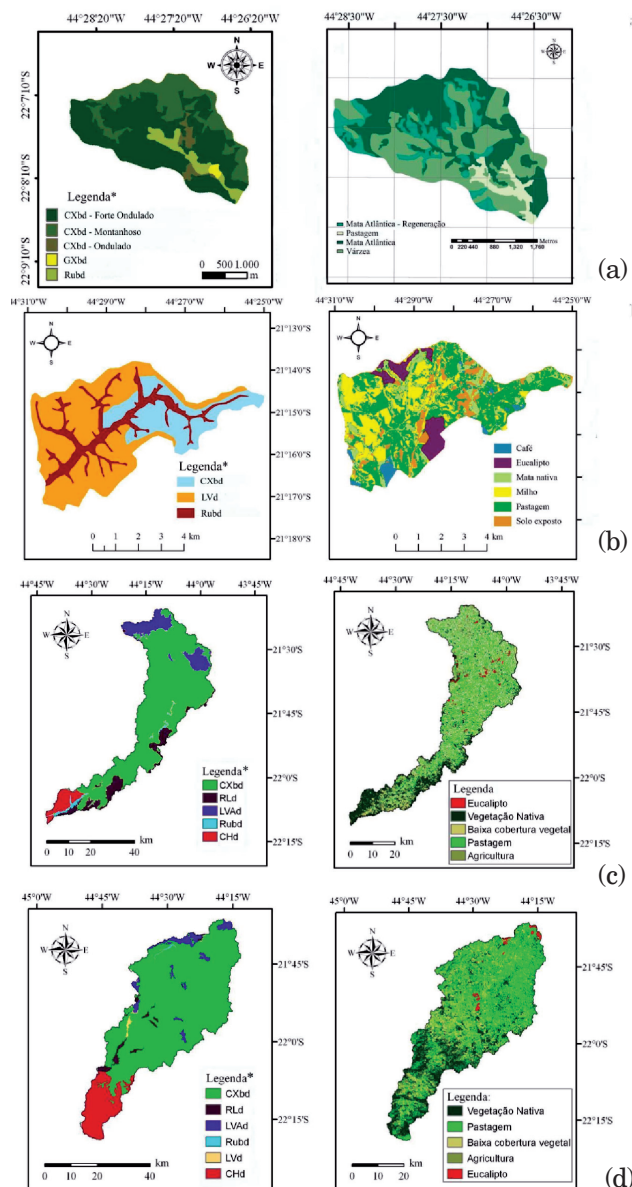 44°28'20"W 44°27'20"W 44°26'20"W
N
W E
S
22°7'10"S
22°8'10"S
22°9'10"S
Legenda*
CXbd - Forte Ondulado
CXbd - Montanhoso
CXbd - Ondulado
GXbd
Rubd
0 500 1.000
m
44°28'30"S 44°27'30"S 44°26'30"S
N
W E
S
Mata Atlântica - Regeneração
Pastagem
Mata Atlântica
Várzea
0 220 440 880 1,320 1,760
Metros
(a)
44°31'0"W 44°29'0"W 44°27'0"W 44°25'0"W
N
W E
S
21°13'0"S
21°14'0"S
21°15'0"S
21°16'0"S
21°17'0"S
21°18'0"S
Legenda*
CXbd
LVd
Rubd
0 1 2 3 4 km
44°31'0"W 44°29'0"W 44°27'0"W 44°25'0"W
N
W E
S
Café
Eucalipto
Mata nativa
Milho
Pastagem
Solo exposto
0 1 2 3 4 km
(b)
44°45'W 44°30'W 44°15'W 44°0'W
N
W E
S
21°30'S
21°45'S
22°0'S
22°15'S
Legenda*
CXbd
RLd
LVAd
Rubd
CHd
0 10 20 40
km
44°45'W 44°30'W 44°15'W 44°0'W 43°45'W
N
W E
S
21°30'S
21°45'S
22°0'S
22°15'S
Legenda
Eucalipto
Vegetação Nativa
Baixa cobertura vegetal
Pastagem
Agricultura
0 10 20
km
(c)
45°0'W 44°45'W 44°30'W 44°15'W
N
W E
S
21°45'S
22°0'S
22°15'S
Legenda*
CXbd
RLd
LVAd
Rubd
LVd
CHd
0 10 20 40
km
45°0'W 44°45'W 44°30'W 44°15'W
N
W E
S
21°45'S
22°0'S
22°15'S
Legenda:
Vegetação Nativa
Pastagem
Baixa cobertura vegetal
Agricultura
Eucalipto
0 10 20
km
(d)